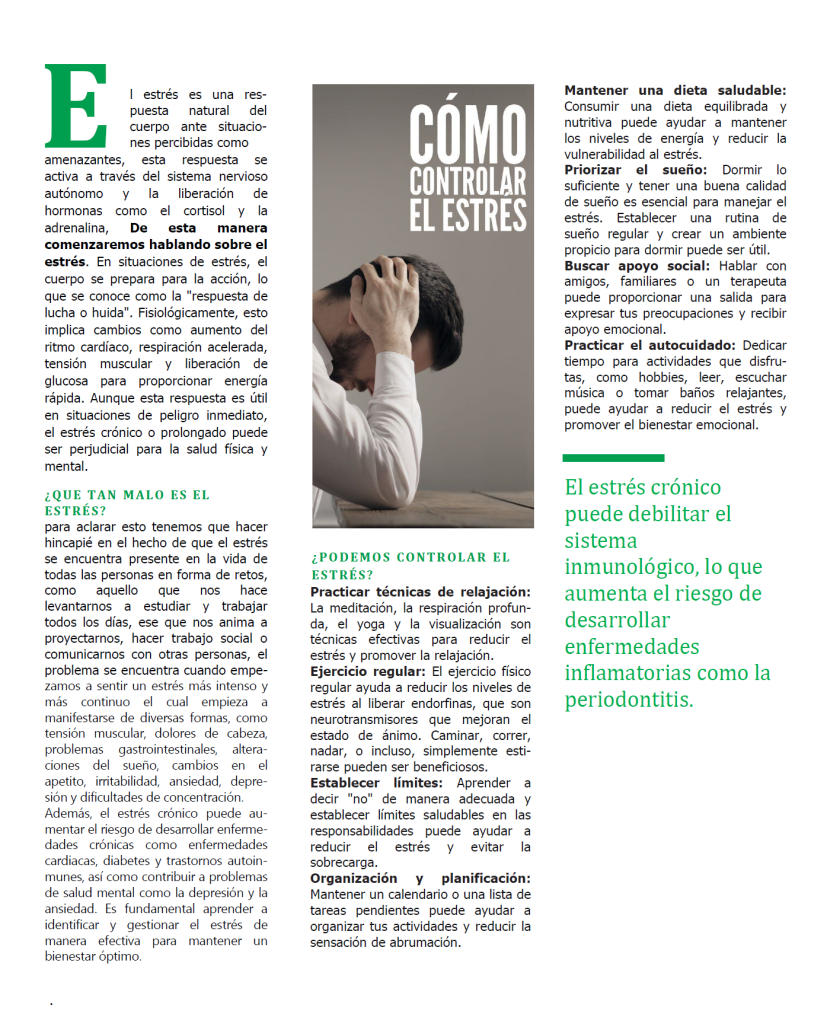 El estrés es una res-
puesta natural del
cuerpo ante situacio-
nes percibidas como
amenazantes, esta respuesta se
activa a través del sistema nervioso
autónomo y la liberación de
hormonas como el cortisol y la
adrenalina, De esta manera
comenzaremos hablando sobre el
estrés. En situaciones de estrés, el
cuerpo se prepara para la acción, lo
que se conoce como la "respuesta de
lucha o huida". Fisiológicamente, esto
implica cambios como aumento del
ritmo cardíaco, respiración acelerada,
tensión muscular y liberación de
glucosa para proporcionar energía
rápida. Aunque esta respuesta es útil
en situaciones de peligro inmediato,
el estrés crónico o prolongado puede
ser perjudicial para la salud física y
mental.
¿QUE TAN MALO ES EL
ESTRÉS?
para aclarar esto tenemos que hacer
hincapié en el hecho de que el estrés
se encuentra presente en la vida de
todas las personas en forma de retos,
como aquello que nos hace
levantarnos a estudiar y trabajar
todos los días, ese que nos anima a
proyectarnos, hacer trabajo social o
comunicarnos con otras personas, el
problema se encuentra cuando empe-
zamos a sentir un estrés más intenso y
más continuo el cual empieza a
manifestarse de diversas formas, como
tensión muscular, dolores de cabeza,
problemas gastrointestinales, altera-
ciones del sueño, cambios en el
apetito, irritabilidad, ansiedad, depre-
sión y dificultades de concentración.
Además, el estrés crónico puede au-
mentar el riesgo de desarrollar enferme-
dades crónicas como enfermedades
cardiacas, diabetes y trastornos autoin-
munes, así como contribuir a problemas
de salud mental como la depresión y la
ansiedad. Es fundamental aprender a
identificar y gestionar el estrés de
manera efectiva para mantener un
bienestar óptimo.
.
CÓMO
CONTROLAR
EL ESTRÉS
¿PODEMOS CONTROLAR EL
ESTRÉS?
Practicar técnicas de relajación:
La meditación, la respiración profun-
da, el yoga y la visualización son
técnicas efectivas para reducir el
estrés y promover la relajación.
Ejercicio regular: El ejercicio físico
regular ayuda a reducir los niveles de
estrés al liberar endorfinas, que son
neurotransmisores que mejoran el
estado de ánimo. Caminar, correr,
nadar, o incluso, simplemente esti-
rarse pueden ser beneficiosos.
Establecer límites: Aprender a
decir "no" de manera adecuada y
establecer límites saludables en las
responsabilidades puede ayudar a
reducir el estrés y evitar la
sobrecarga.
Organización y planificación:
Mantener un calendario o una lista de
tareas pendientes puede ayudar a
organizar tus actividades y reducir la
sensación de abrumación.
Mantener una dieta saludable:
Consumir una dieta equilibrada y
nutritiva puede ayudar a mantener
los niveles de energía y reducir la
vulnerabilidad al estrés.
Priorizar el sueño: Dormir lo
suficiente y tener una buena calidad
de sueño es esencial para manejar el
estrés. Establecer una rutina de
sueño regular y crear un ambiente
propicio para dormir puede ser útil.
Buscar apoyo social: Hablar con
amigos, familiares o un terapeuta
puede proporcionar una salida para
expresar tus preocupaciones y recibir
apoyo emocional.
Practicar el autocuidado: Dedicar
tiempo para actividades que disfru-
tas, como hobbies, leer, escuchar
música o tomar baños relajantes,
puede ayudar a reducir el estrés y
promover el bienestar emocional.
El estrés crónico
puede debilitar el
sistema
inmunológico, lo que
aumenta el riesgo de
desarrollar
enfermedades
inflamatorias como la
periodontitis.